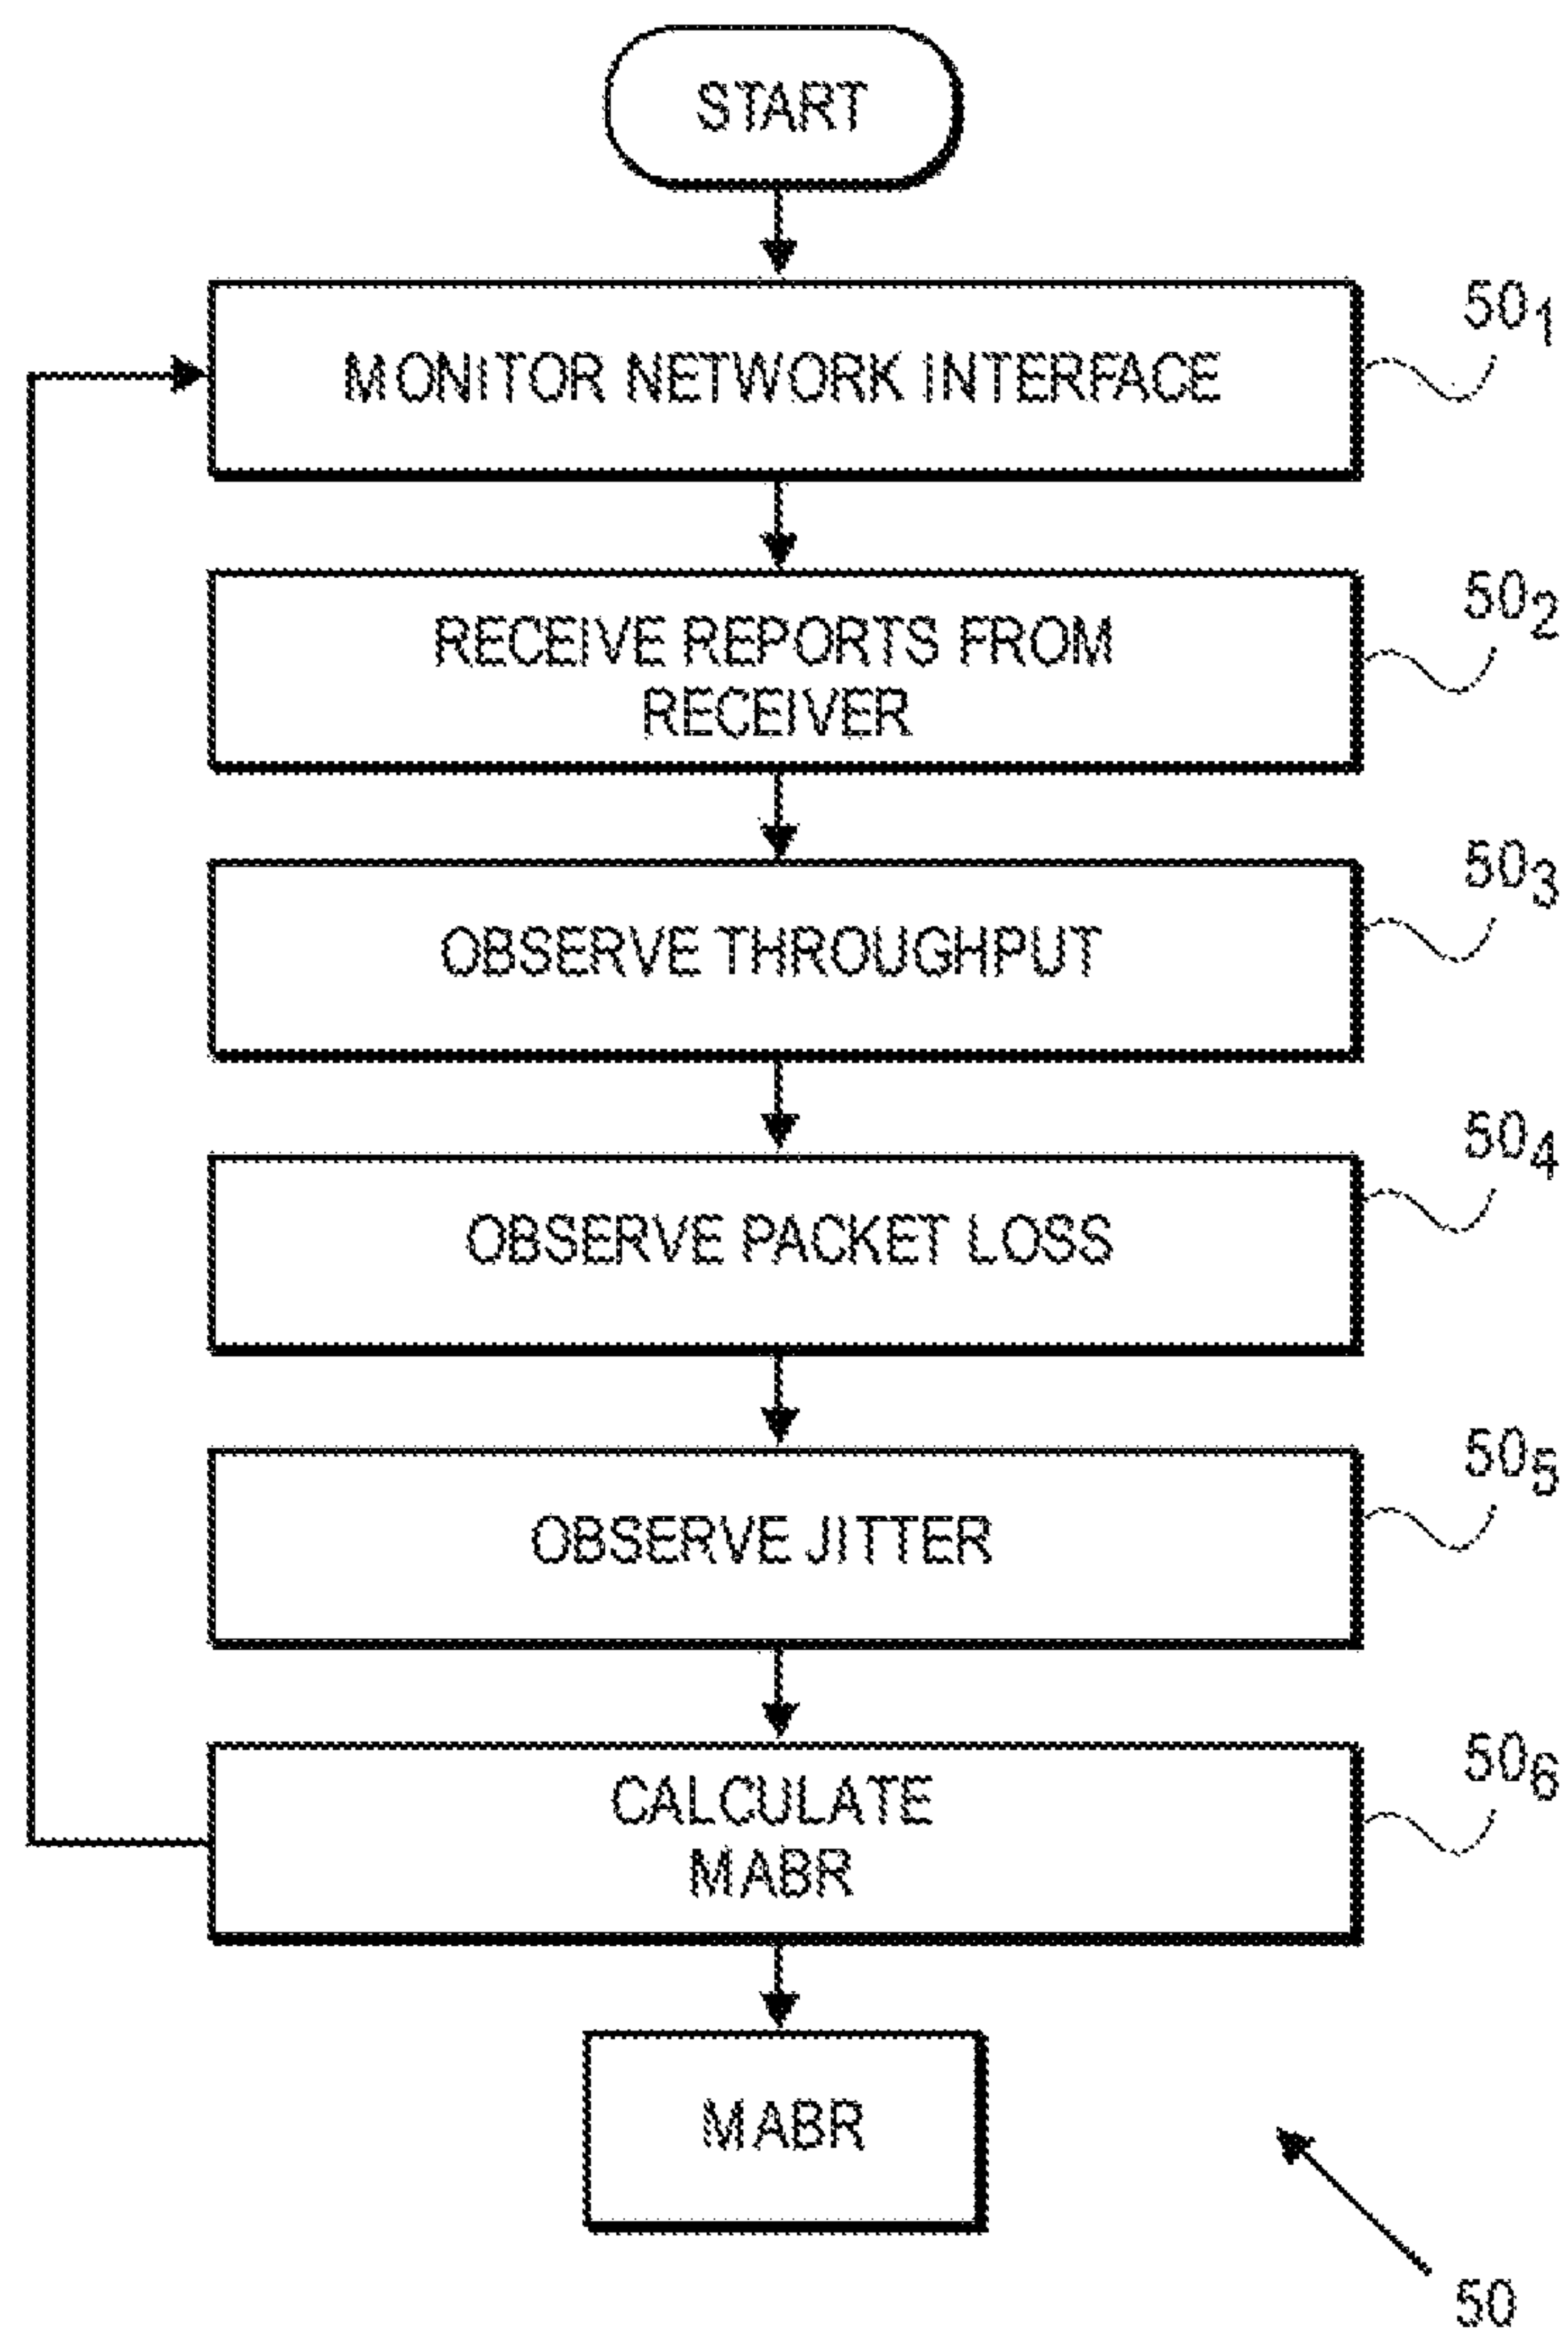 START
MONITOR NETWORK INTERFACE
50₁
RECEIVE REPORTS FROM
RECEIVER
50₂
OBSERVE THROUGHPUT
50₃
OBSERVE PACKET LOSS
50₄
OBSERVE JITTER
50₅
CALCULATE
MABR
50₆
MABR
50